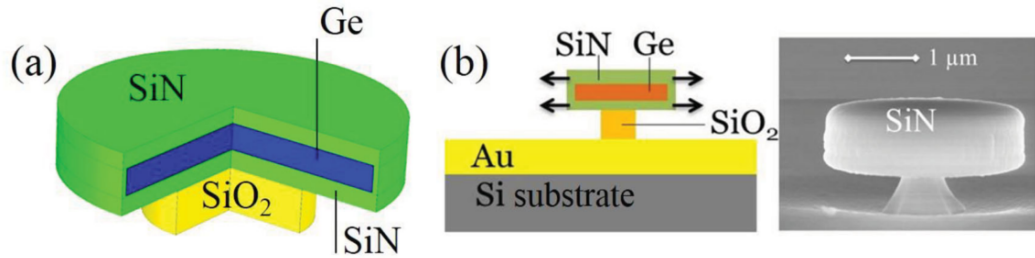 (a)
Ge
SiN
SiO2
SiN
(b)
SiN Ge
SiO2
Au
Si substrate
1 µm
SiN